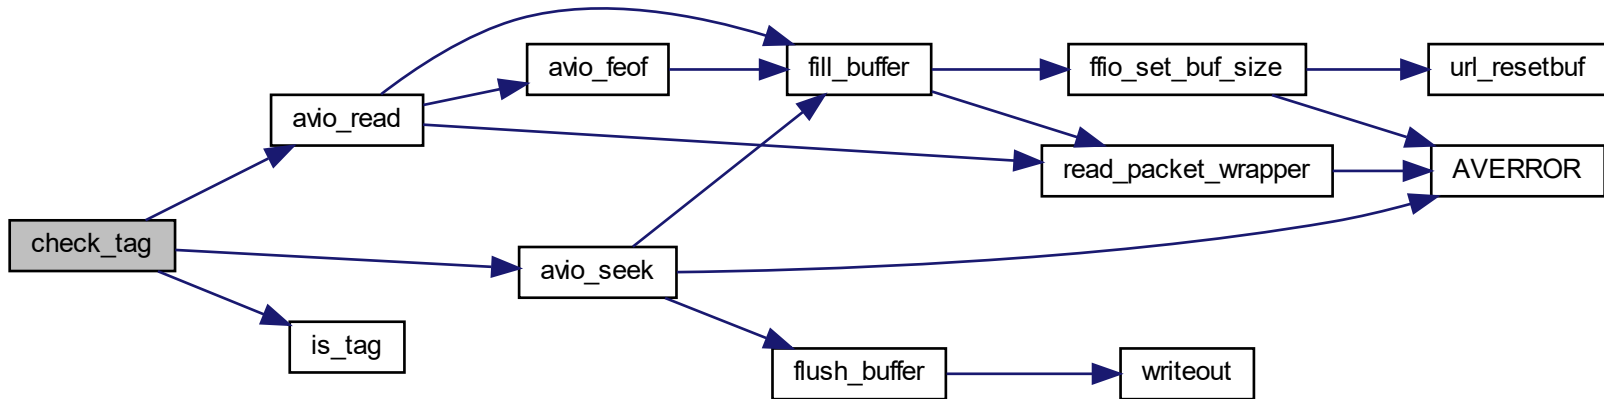 avio_feof
fill_buffer
ffio_set_buf_size
url_resetbuf
avio_read
read_packet_wrapper
AVERROR
check_tag
avio_seek
is_tag
flush_buffer
writeout